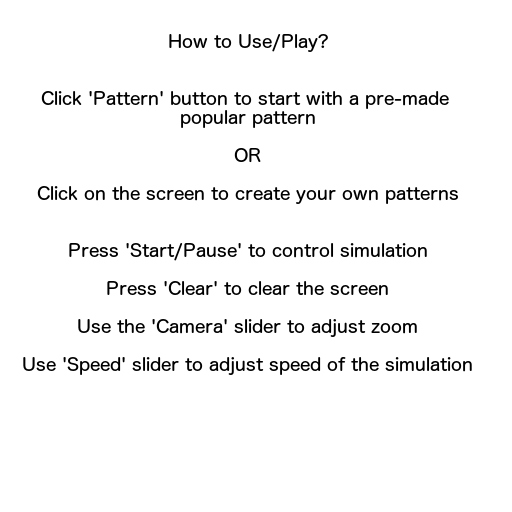 How to Use/Play?
Click 'Pattern' button to start with a pre-made
popular pattern
OR
Click on the screen to create your own patterns
Press 'Start/Pause' to control simulation
Press 'Clear' to clear the screen
Use the 'Camera' slider to adjust zoom
Use 'Speed' slider to adjust speed of the simulation